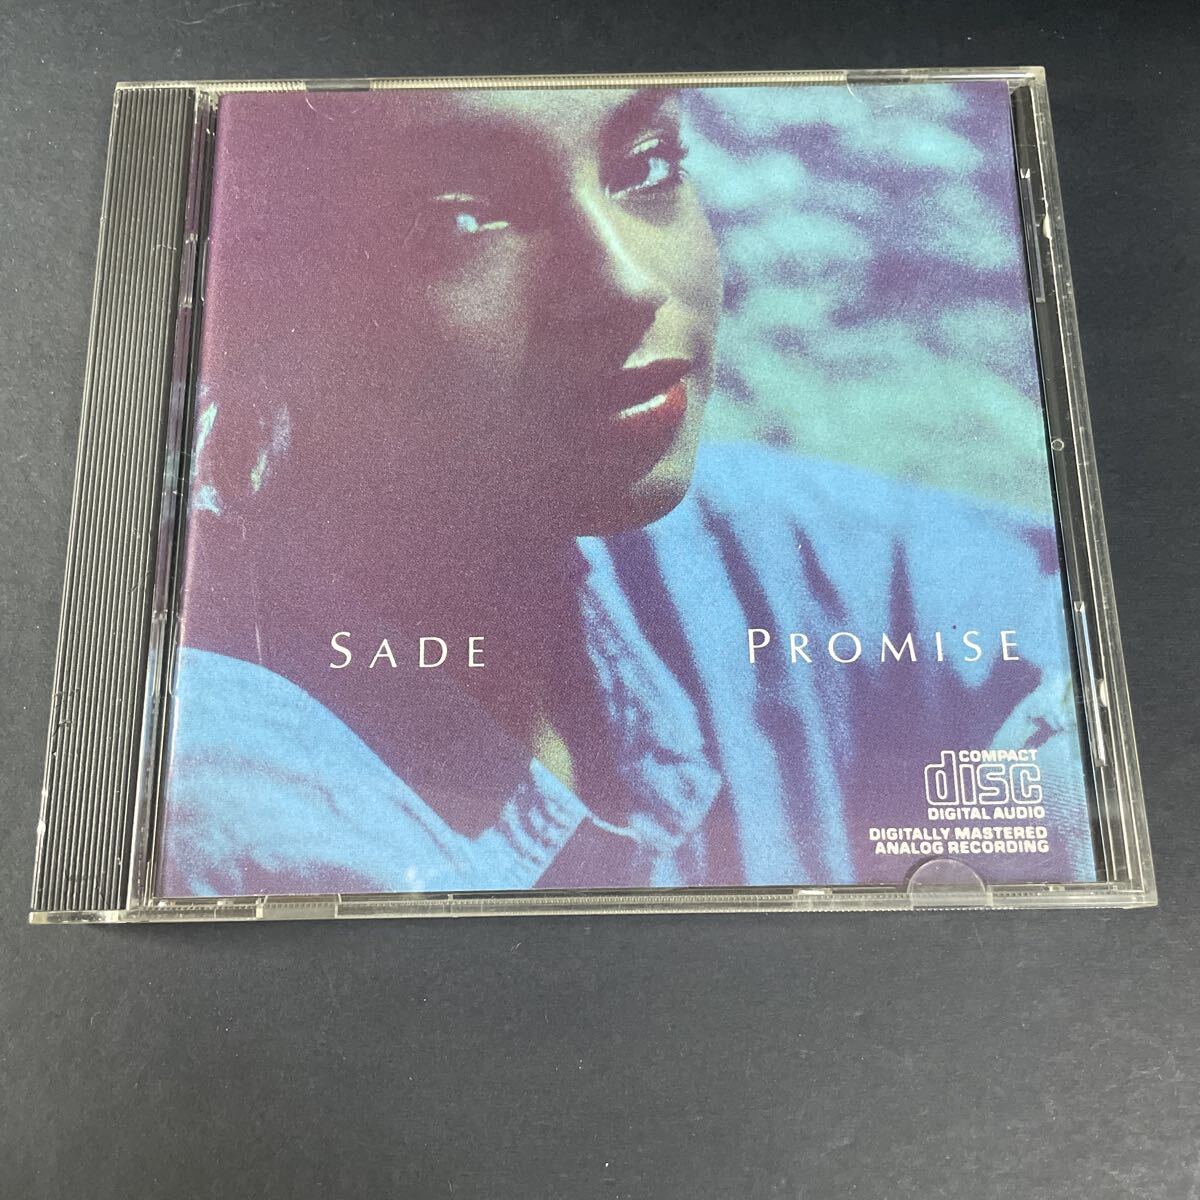 SADE PROMISE
COMPACT
disc
DIGITAL AUDIO
DIGITALLY MASTERED
ANALOG RECORDING